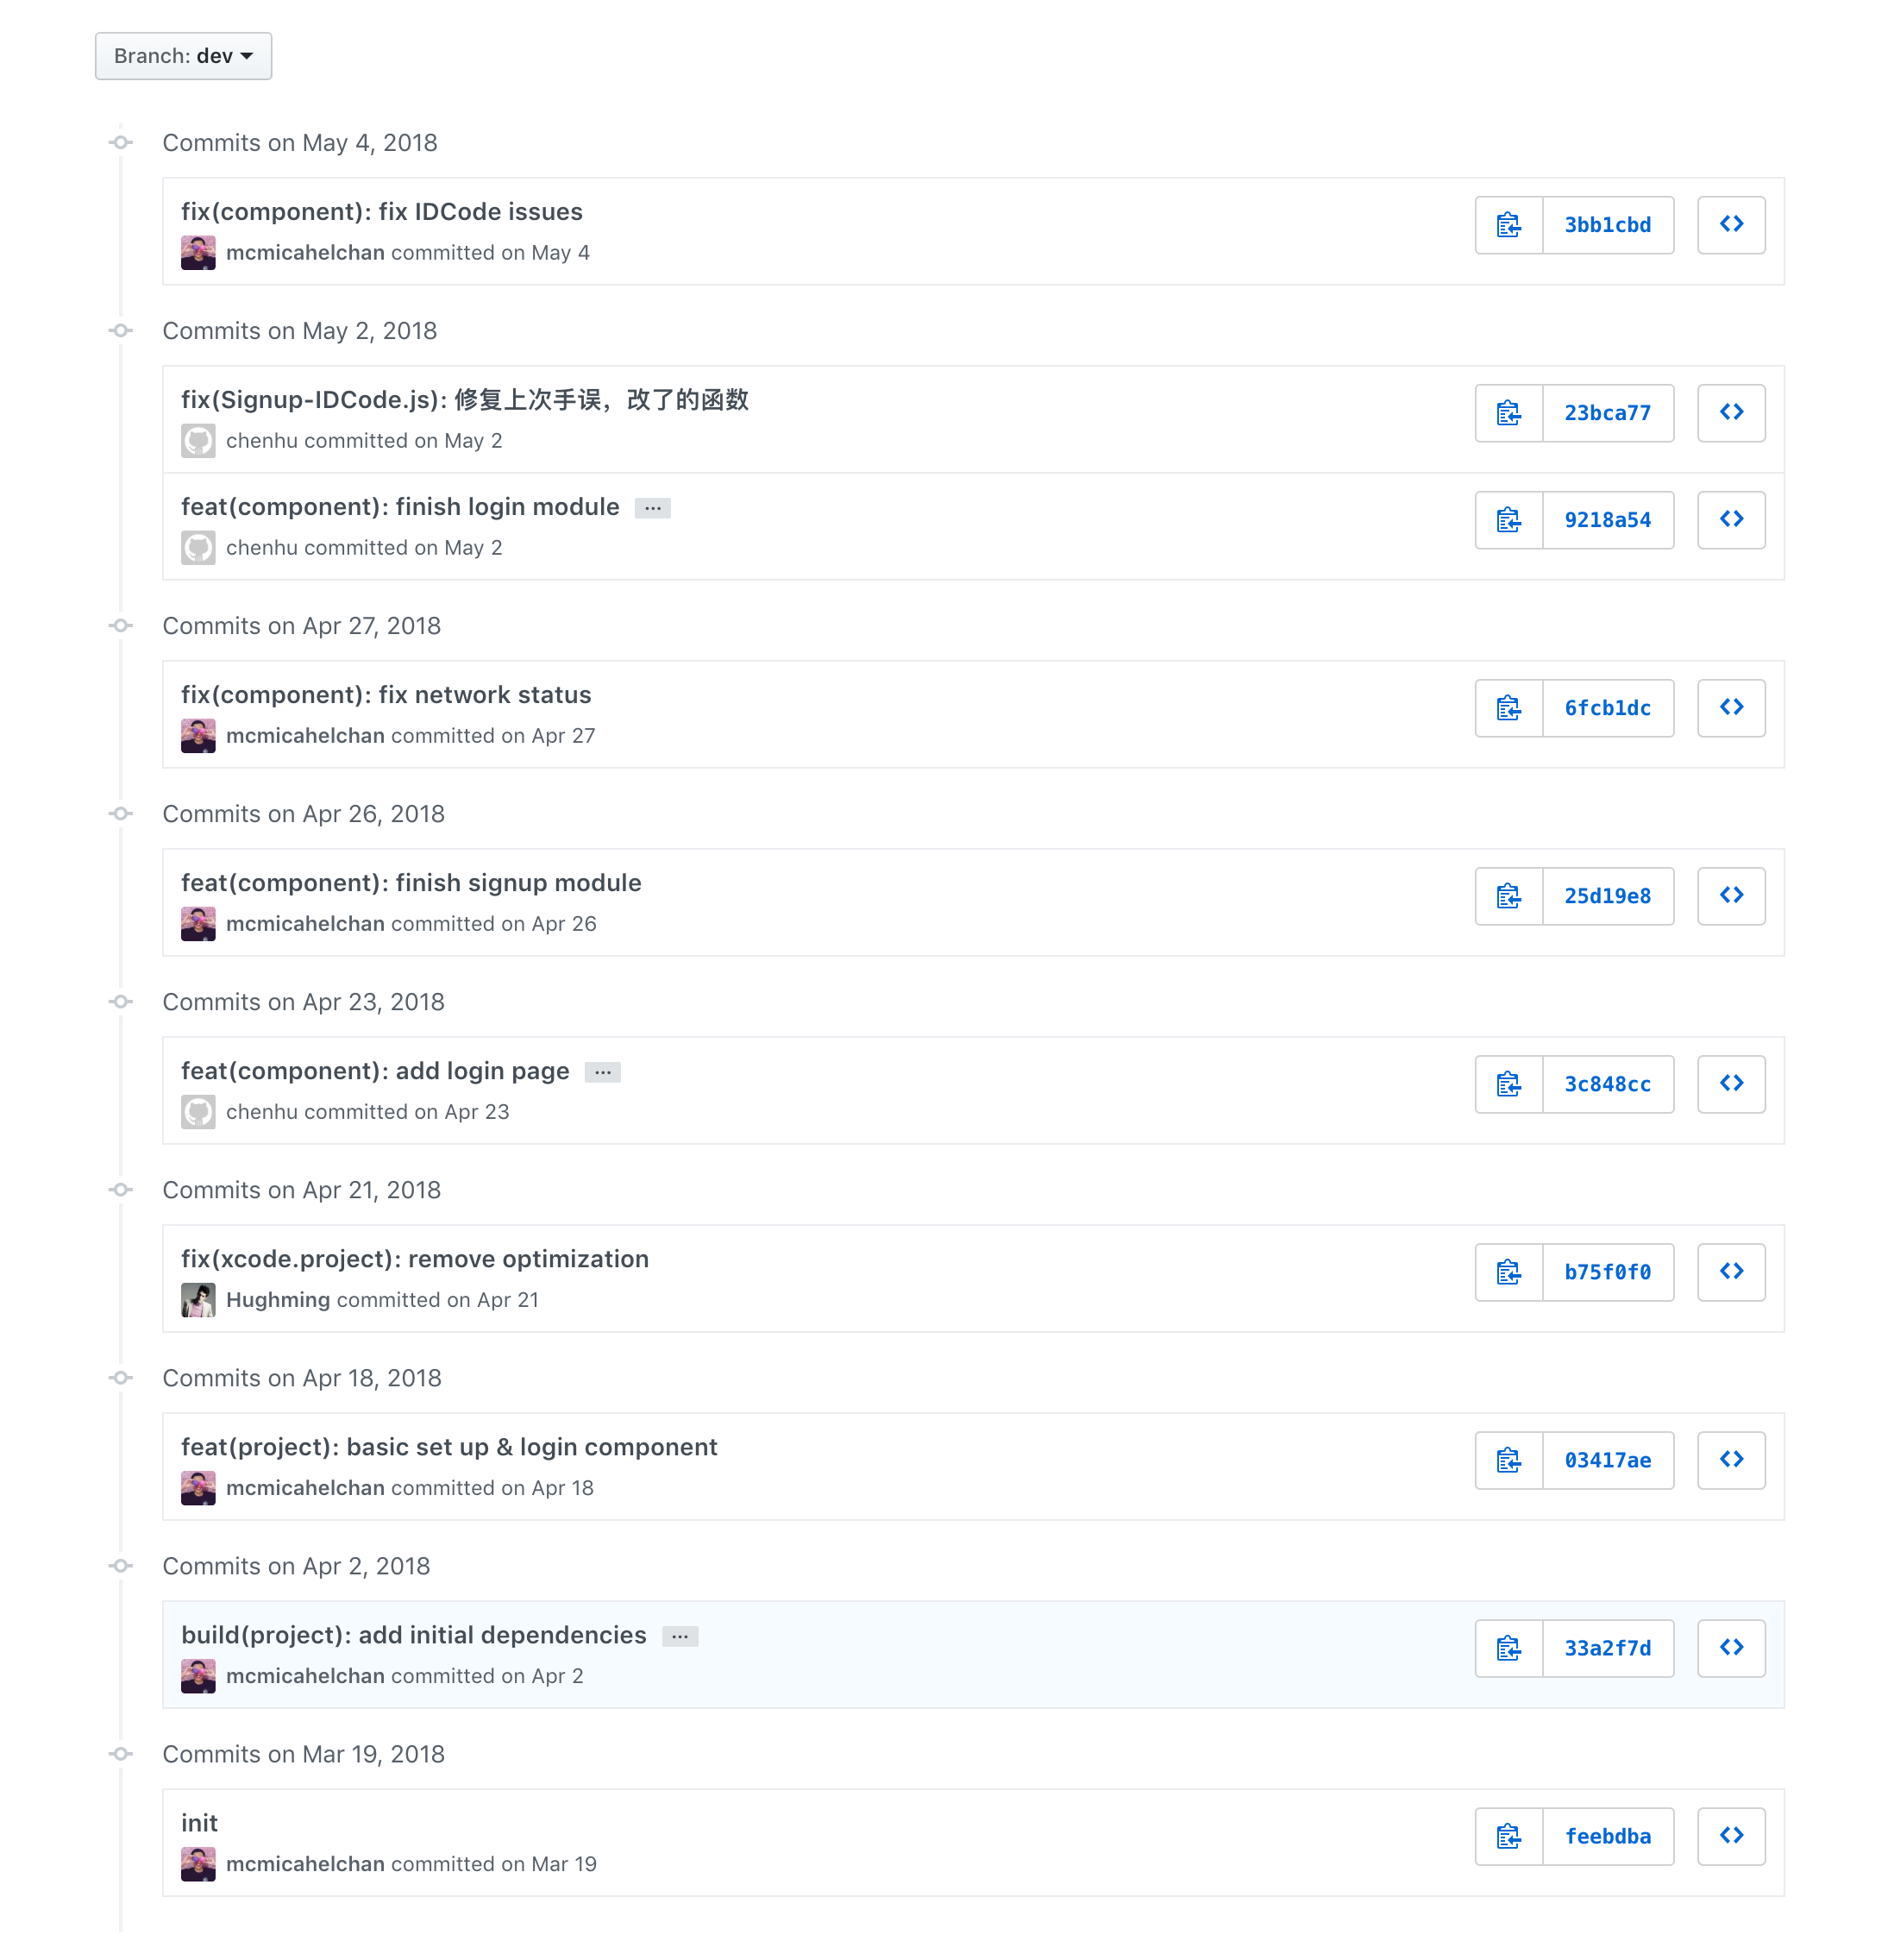 Branch: dev
Commits on May 4, 2018
fix(component): fix IDCode issues
mcmicahelchan committed on May 4
3bb1cbd
Commits on May 2, 2018
fix(Signup-IDCode.js): 修复上次手误，改了的函数
chenhu committed on May 2
23bca77
feat(component): finish login module …
chenhu committed on May 2
9218a54
Commits on Apr 27, 2018
fix(component): fix network status
mcmicahelchan committed on Apr 27
6fcb1dc
Commits on Apr 26, 2018
feat(component): finish signup module
mcmicahelchan committed on Apr 26
25d19e8
Commits on Apr 23, 2018
feat(component): add login page …
chenhu committed on Apr 23
3c848cc
Commits on Apr 21, 2018
fix(xcode.project): remove optimization
Hughming committed on Apr 21
b75f0f0
Commits on Apr 18, 2018
feat(project): basic set up & login component
mcmicahelchan committed on Apr 18
03417ae
Commits on Apr 2, 2018
build(project): add initial dependencies …
mcmicahelchan committed on Apr 2
33a2f7d
Commits on Mar 19, 2018
init
mcmicahelchan committed on Mar 19
feebdba